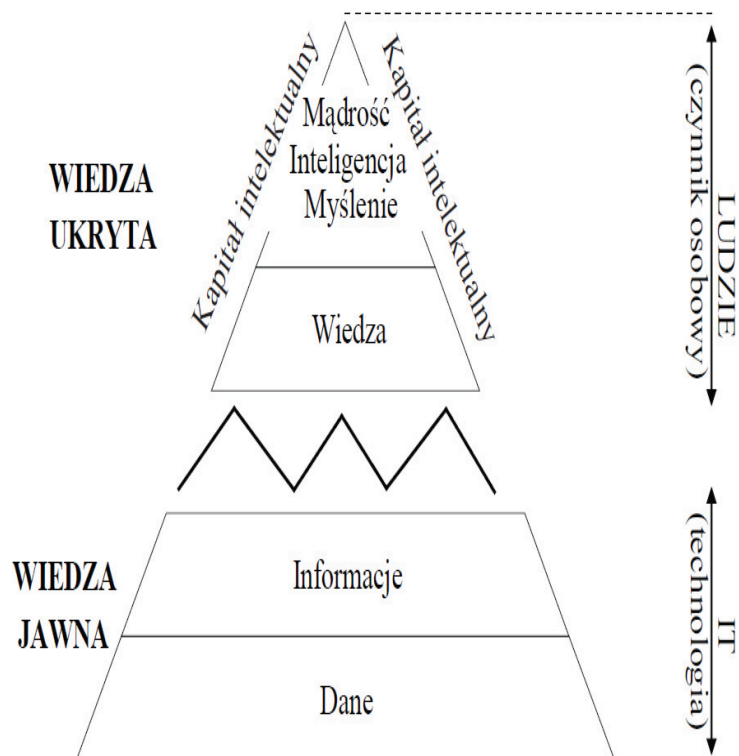 Kapitał intelektualny
Kapitał intelektualny
Mądrość
Inteligencja
Myślenie
WIEDZA
UKRYTA
Wiedza
LUDZIE
(czynnik osobowy)
Informacje
WIEDZA
JAWNA
Dane
IT
(technologia)